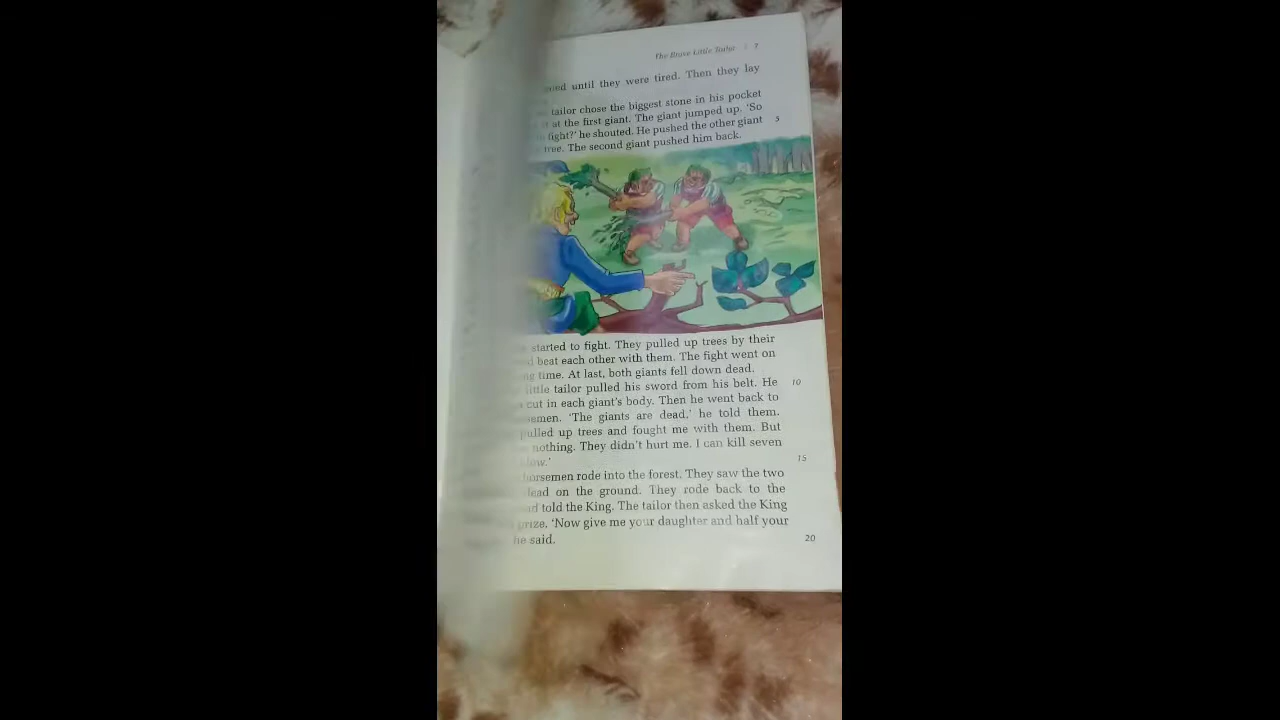 The Brave Little Tailor 7
until they were tired. Then they lay
tailor chose the biggest stone in his pocket
at the first giant. The giant jumped up. 'So
fight?' he shouted. He pushed the other giant 5
tree. The second giant pushed him back.
started to fight. They pulled up trees by their
beat each other with them. The fight went on
time. At last, both giants fell down dead.
little tailor pulled his sword from his belt. He 10
cut in each giant's body. Then he went back to
'The giants are dead,' he told them.
pulled up trees and fought me with them. But
nothing. They didn't hurt me. I can kill seven
15
horsemen rode into the forest. They saw the two
dead on the ground. They rode back to the
told the King. The tailor then asked the King
prize. 'Now give me your daughter and half your
he said. 20